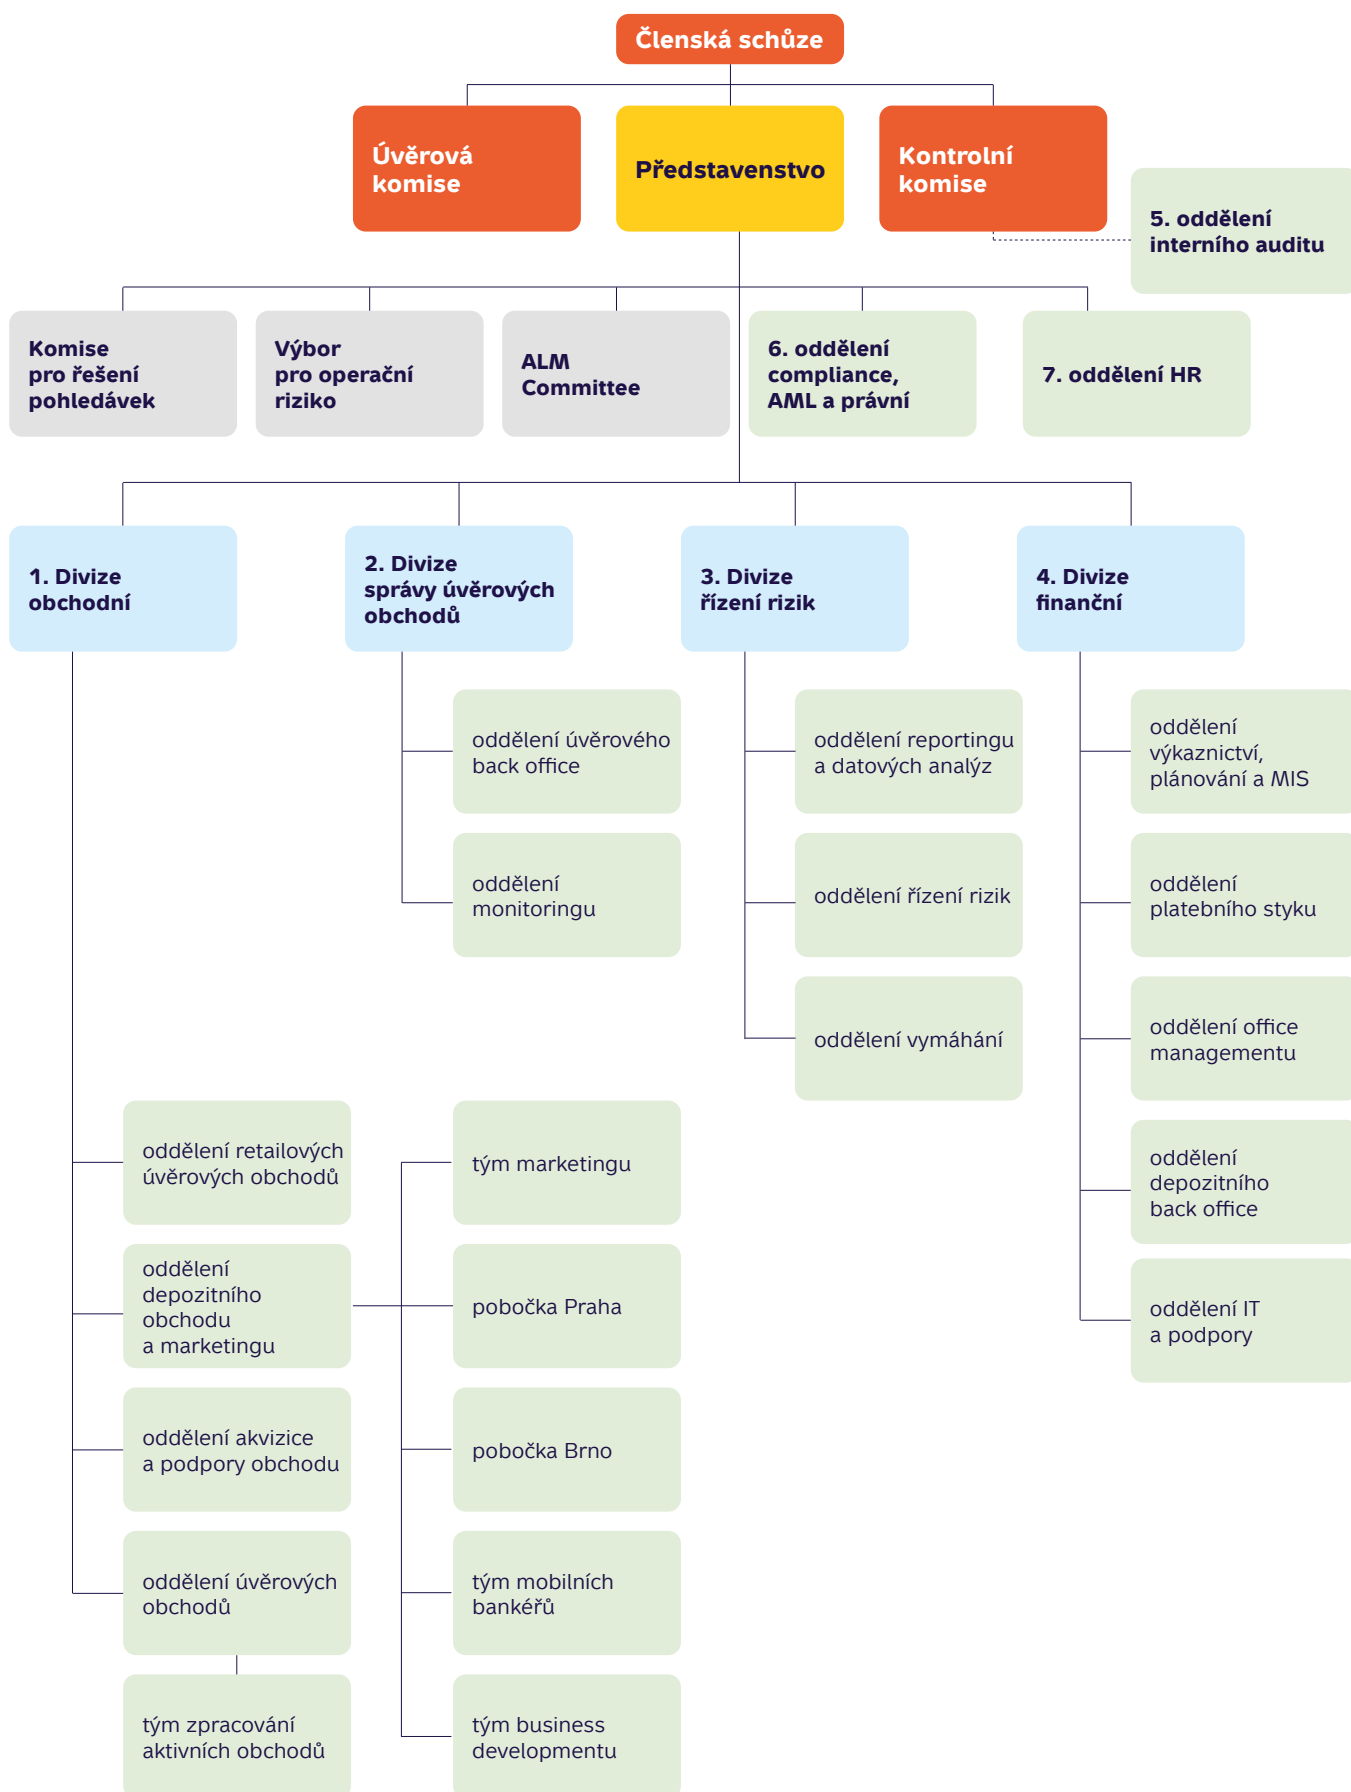 Členská schůze
Úvěrová
komise
Představenstvo
Kontrolní
komise
5. oddělení
interního auditu
Komise
pro řešení
pohledávek
Výbor
pro operační
riziko
ALM
Committee
6. oddělení
compliance,
AML a právní
7. oddělení HR
1. Divize
obchodní
2. Divize
správy úvěrových
obchodů
3. Divize
řízení rizik
4. Divize
finanční
oddělení úvěrového
back office
oddělení
monitoringu
oddělení reportingu
a datových analýz
oddělení řízení rizik
oddělení vymáhání
oddělení
výkaznictví,
plánování a MIS
oddělení
platebního styku
oddělení office
managementu
oddělení
depozitního
back office
oddělení IT
a podpory
oddělení retailových
úvěrových obchodů
oddělení
depozitního
obchodu
a marketingu
oddělení akvizice
a podpory obchodu
oddělení úvěrových
obchodů
tým zpracování
aktivních obchodů
tým marketingu
pobočka Praha
pobočka Brno
tým mobilních
bankéřů
tým business
developmentu